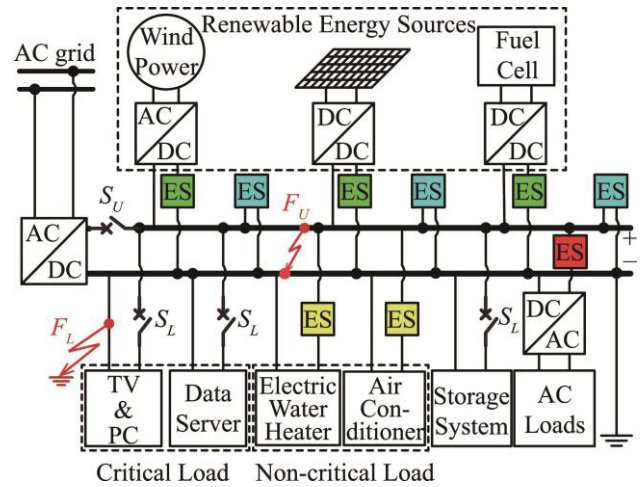 Renewable Energy Sources
AC grid
Wind
Power
Fuel
Cell
AC
DC
DC
DC
DC
DC
ES
ES
ES
ES
ES
ES
S_U
F_U
+
−
AC
DC
ES
F_L
S_L
S_L
ES
ES
S_L
DC
AC
TV
& 
PC
Data
Server
Electric
Water
Heater
Air
Con-
ditioner
Storage
System
AC
Loads
Critical Load
Non-critical Load